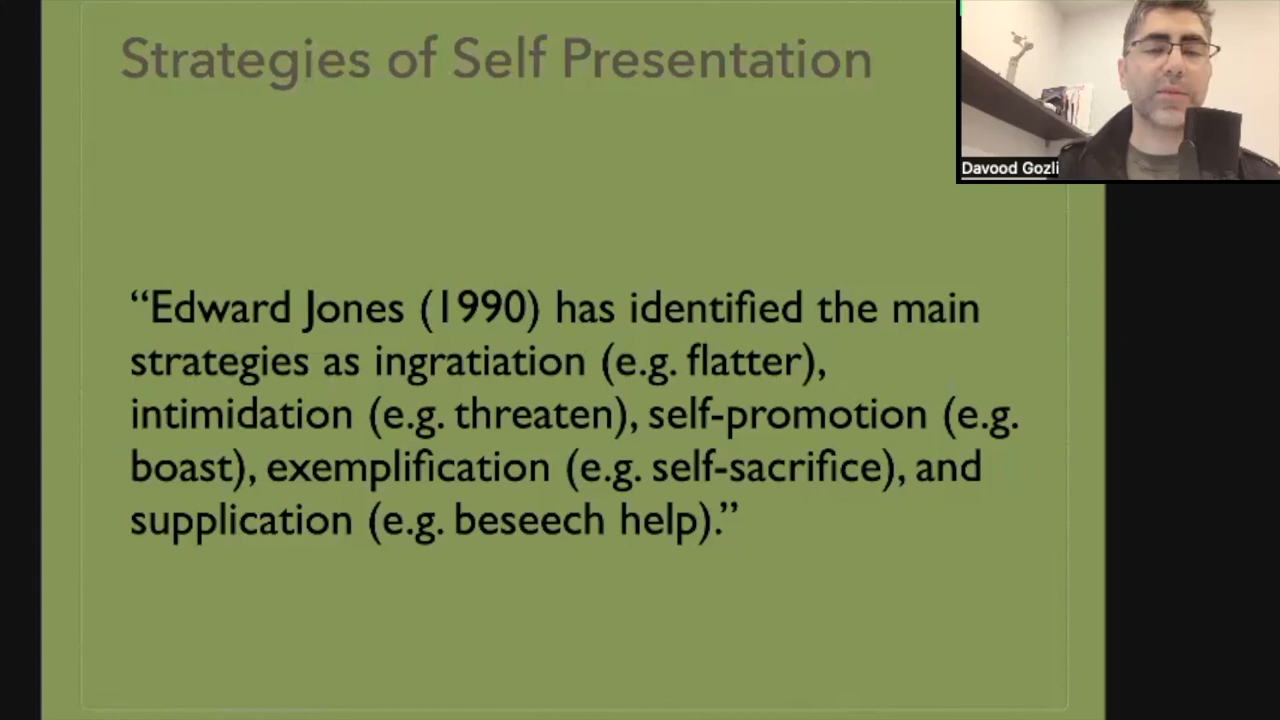 Strategies of Self Presentation
“Edward Jones (1990) has identified the main
strategies as ingratiation (e.g. flatter),
intimidation (e.g. threaten), self-promotion (e.g.
boast), exemplification (e.g. self-sacrifice), and
supplication (e.g. beseech help).”
Davood Gozli